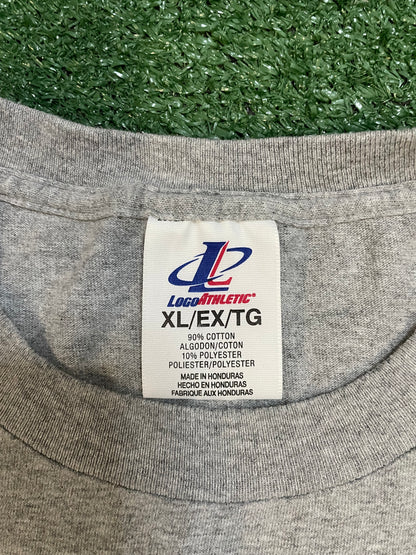 LOGOATHLETIC®
XL/EX/TG
90% COTTON
ALGODON/COTON
10% POLYESTER
POLIESTER/POLYESTER
MADE IN HONDURAS
HECHO EN HONDURAS
FABRIQUE AUX HONDURAS